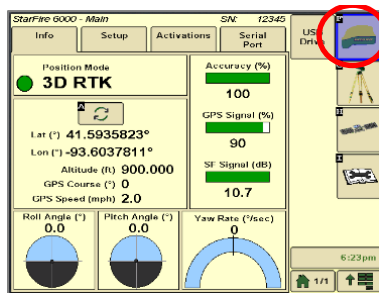 StarFire 6000 - Main SN: 12345
Info Setup Activations Serial Port
USB Drive
Position Mode
3D RTK
Accuracy (%)
100
A
Lat (°) 41.5935823°
Lon (°) -93.6037811°
Altitude (ft) 900.000
GPS Course (°) 0
GPS Speed (mph) 2.0
GPS Signal (%)
90
SF Signal (dB)
10.7
Roll Angle (°)
0.0
Pitch Angle (°)
0.0
Yaw Rate (°/sec)
0
F
H
I
6:23pm
1/1